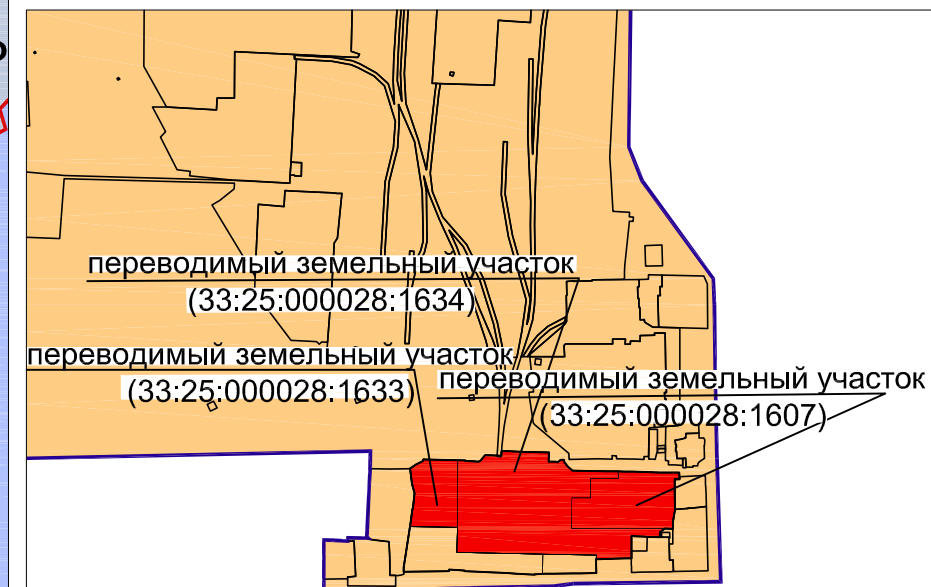 переводимый земельный участок
(33:25:000028:1634)
переводимый земельный участок
(33:25:000028:1633)
переводимый земельный участок
(33:25:000028:1607)